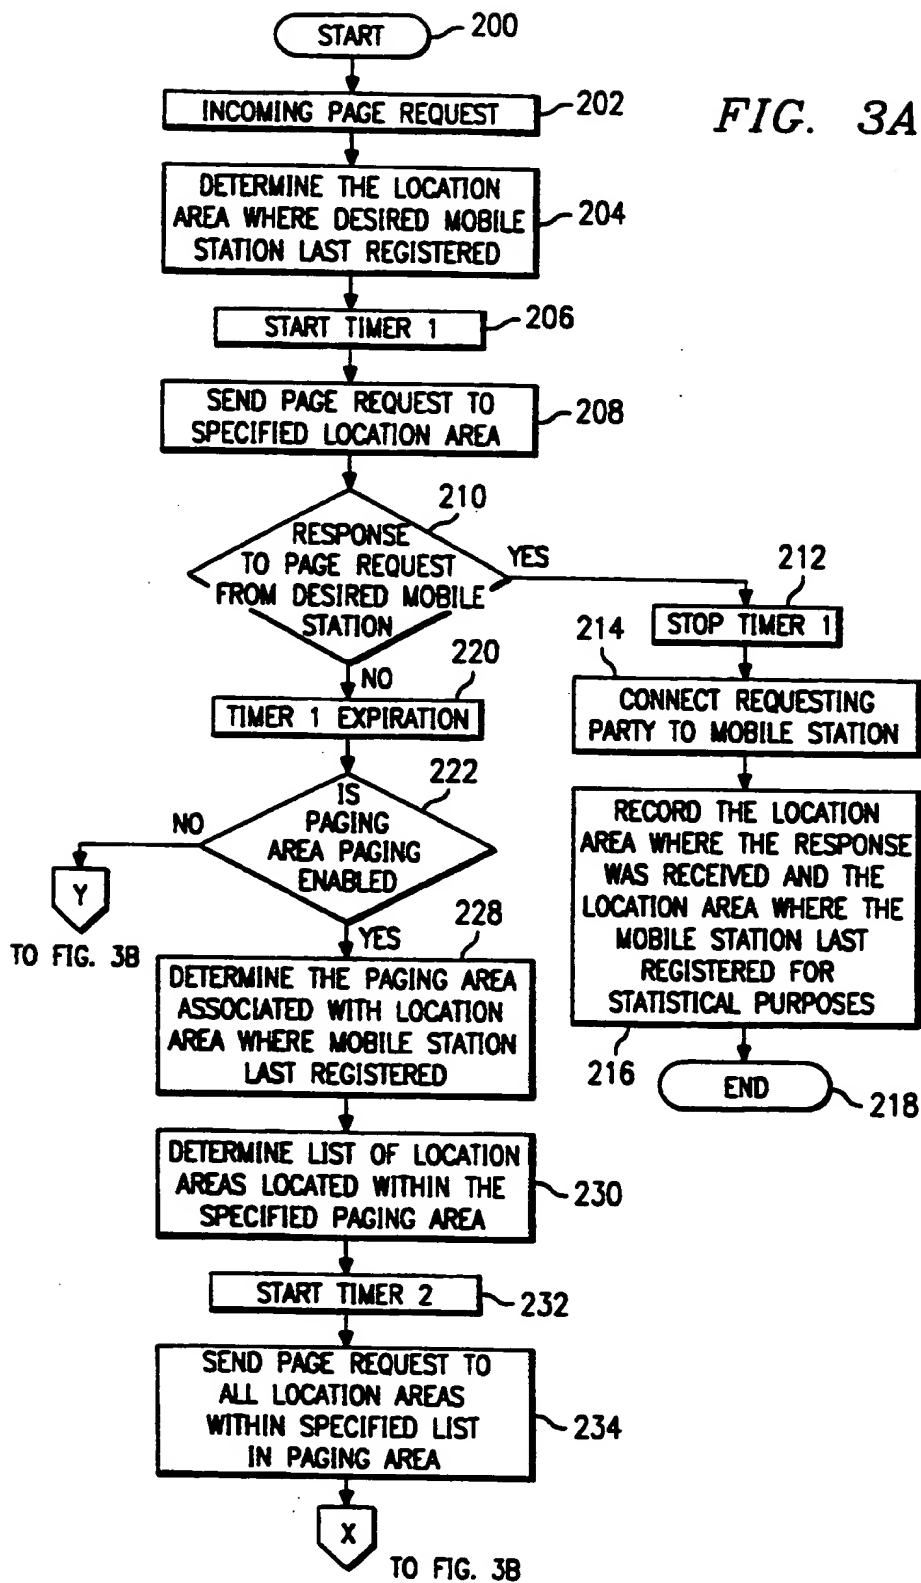 START
200
INCOMING PAGE REQUEST
202
FIG. 3A
DETERMINE THE LOCATION
AREA WHERE DESIRED MOBILE
STATION LAST REGISTERED
204
START TIMER 1
206
SEND PAGE REQUEST TO
SPECIFIED LOCATION AREA
208
210
RESPONSE
TO PAGE REQUEST
FROM DESIRED MOBILE
STATION
YES
212
STOP TIMER 1
214
CONNECT REQUESTING
PARTY TO MOBILE STATION
RECORD THE LOCATION
AREA WHERE THE RESPONSE
WAS RECEIVED AND THE
LOCATION AREA WHERE THE
MOBILE STATION LAST
REGISTERED FOR
STATISTICAL PURPOSES
216
END
218
NO
220
TIMER 1 EXPIRATION
222
IS
PAGING
AREA PAGING
ENABLED
NO
Y
TO FIG. 3B
YES
228
DETERMINE THE PAGING AREA
ASSOCIATED WITH LOCATION
AREA WHERE MOBILE STATION
LAST REGISTERED
DETERMINE LIST OF LOCATION
AREAS LOCATED WITHIN THE
SPECIFIED PAGING AREA
230
START TIMER 2
232
SEND PAGE REQUEST TO
ALL LOCATION AREAS
WITHIN SPECIFIED LIST
IN PAGING AREA
234
X
TO FIG. 3B